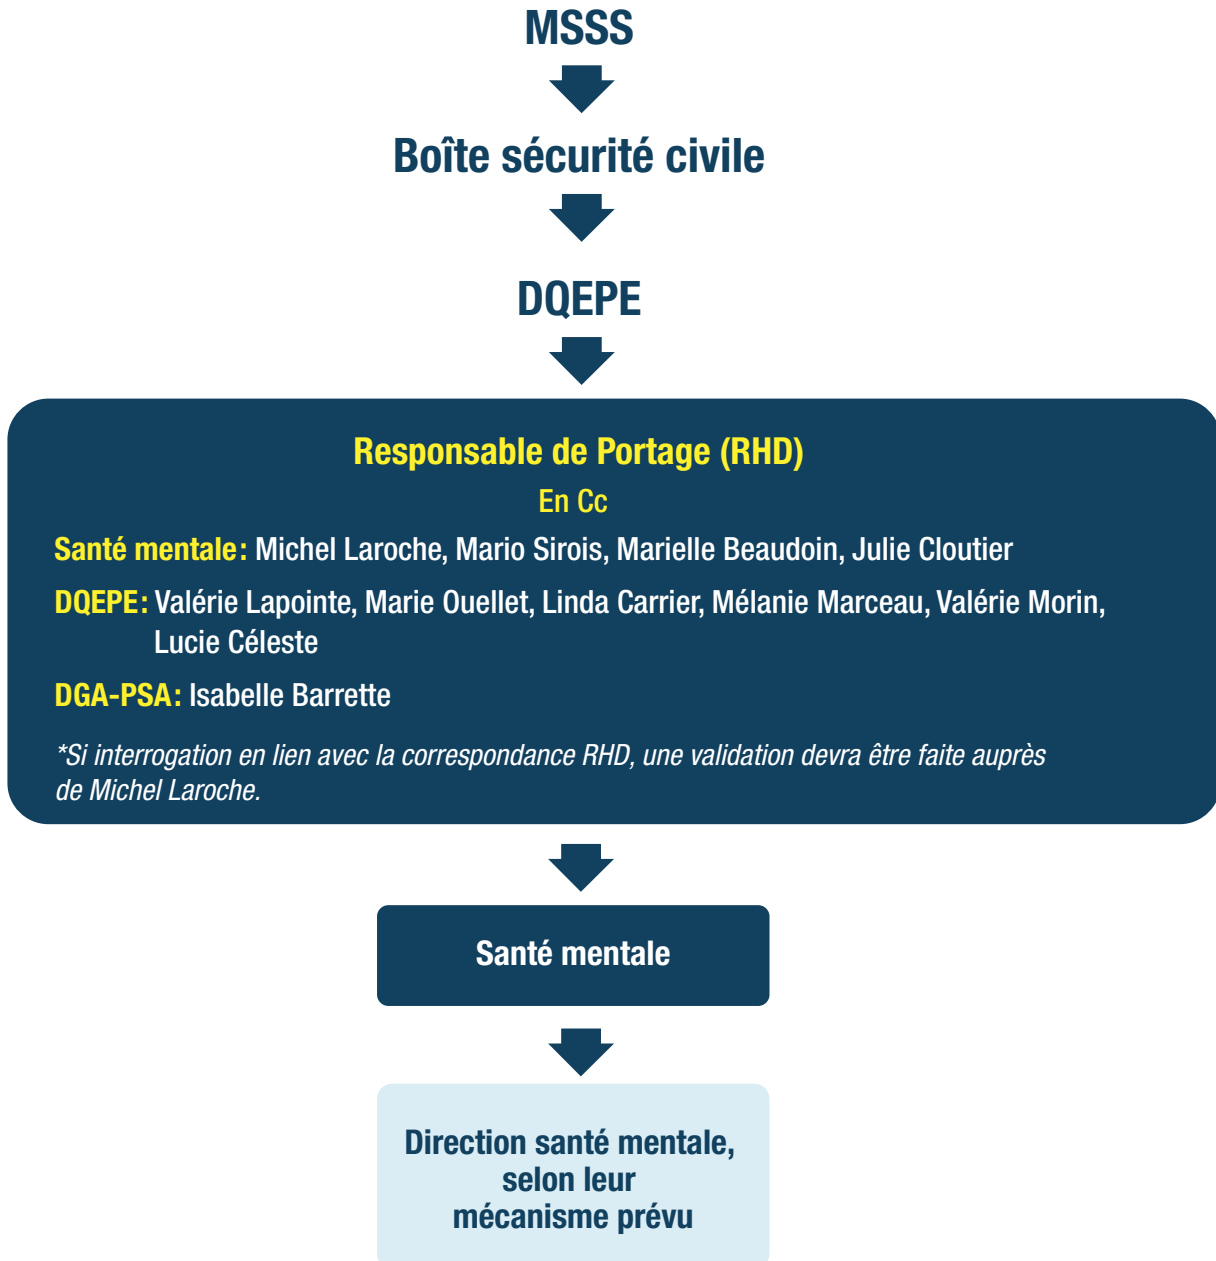 MSSS
Boîte sécurité civile
DQEPE
Responsable de Portage (RHD)
En Cc
Santé mentale: Michel Laroche, Mario Sirois, Marielle Beaudoin, Julie Cloutier
DQEPE: Valérie Lapointe, Marie Ouellet, Linda Carrier, Mélanie Marceau, Valérie Morin,
Lucie Céleste
DGA-PSA: Isabelle Barrette
*Si interrogation en lien avec la correspondance RHD, une validation devra être faite auprès
de Michel Laroche.
Santé mentale
Direction santé mentale,
selon leur
mécanisme prévu